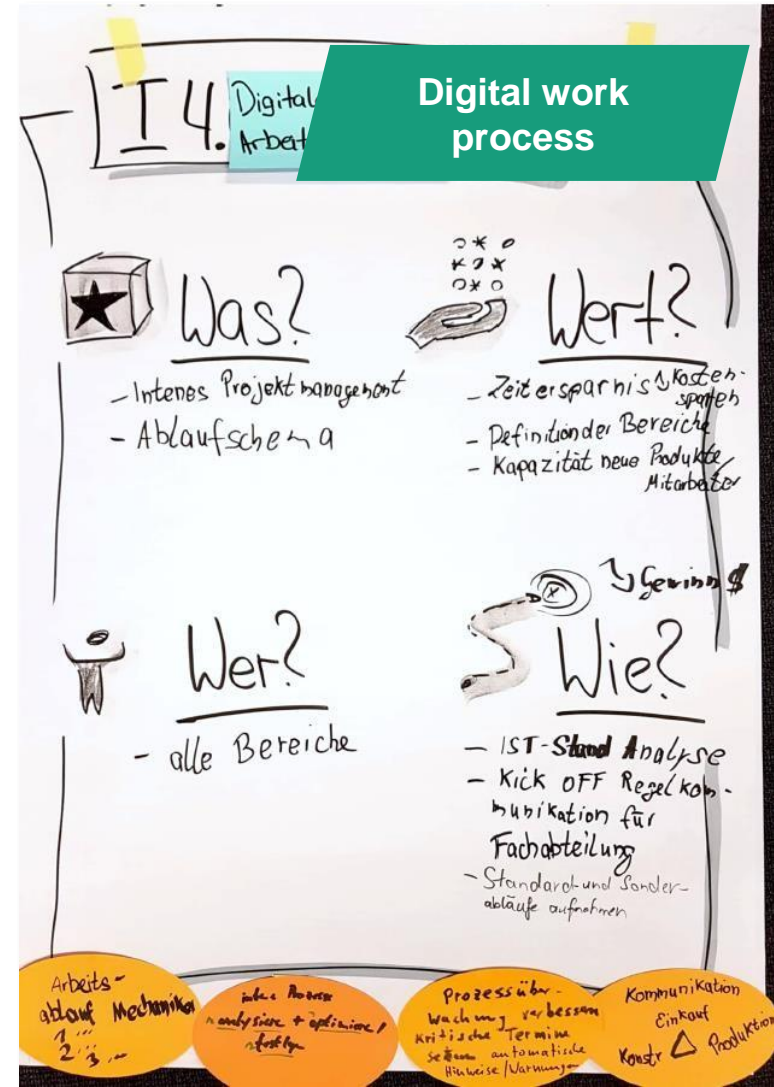 I4.
Digital
Arbeit
Digital work
process
Was?
- Intenes Projektmanagement
- Ablaufschema
Wert?
- Zeitersparnis ↳ Kosten-
sparen
- Definition der Bereiche
- Kapazität neue Produkte/
Mitarbeiter
↳ Gewinn $
Wer?
- alle Bereiche
Wie?
- IST-Stand Analyse
- Kick OFF Regelkom-
munikation für
Fachabteilung
- Standard-und Sonder-
abläufe aufnehmen
Arbeits-
ablauf Mechaniker
1 ...
2 ... 3 ...
analysieren + optimieren /
Prozessüber-
wachung verbessern
Kritische Termine
setzen automatische
Hinweise/Warnungen
Kommunikation
Einkauf
Konstr Δ Produktion